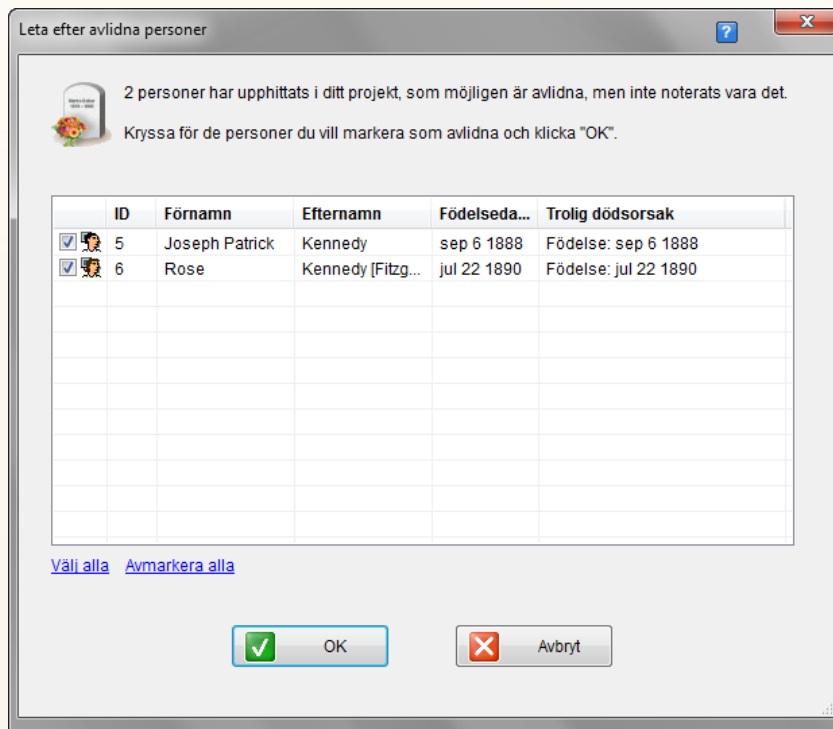 Leta efter avlidna personer
2 personer har upphittats i ditt projekt, som möjligen är avlidna, men inte noterats vara det.
Kryssa för de personer du vill markera som avlidna och klicka "OK".
ID Förnamn Efternamn Födelseda... Trolig dödsorsak
5 Joseph Patrick Kennedy sep 6 1888 Födelse: sep 6 1888
6 Rose Kennedy [Fitzg... jul 22 1890 Födelse: jul 22 1890
Välj alla Avmarkera alla
OK Avbryt